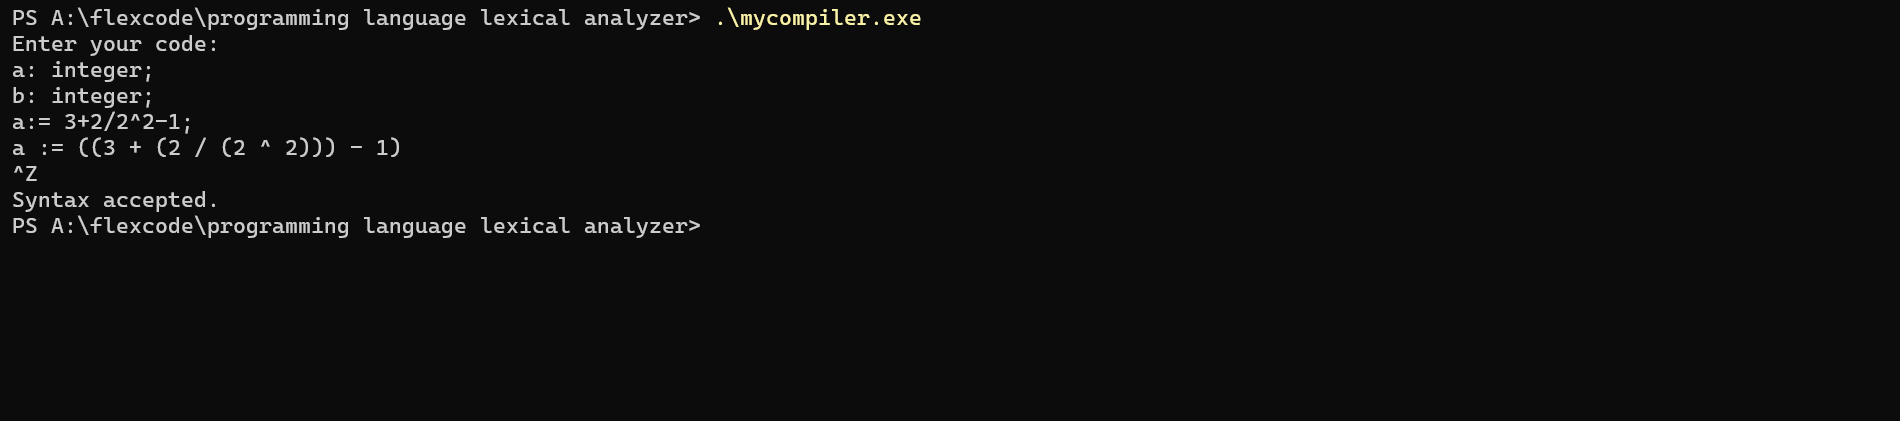 PS A:\flexcode\programming language lexical analyzer> .\mycompiler.exe
Enter your code:
a: integer;
b: integer;
a:= 3+2/2^2-1;
a := ((3 + (2 / (2 ^ 2))) - 1)
^Z
Syntax accepted.
PS A:\flexcode\programming language lexical analyzer>